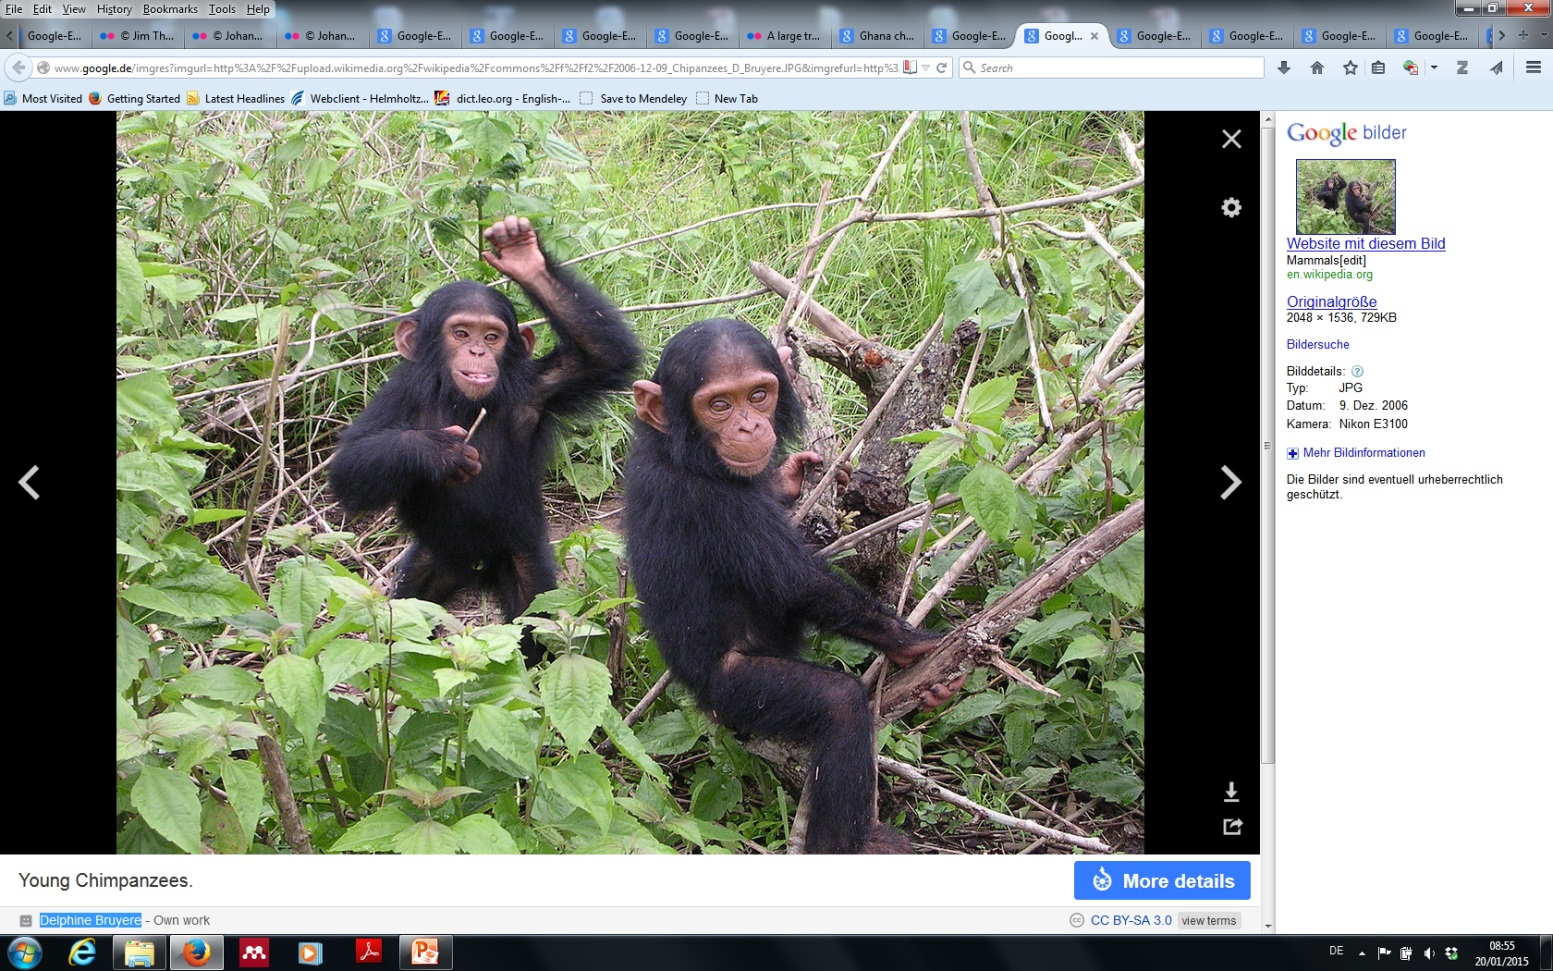 File Edit View History Bookmarks Tools Help
Google-E... © Jim Th... © Johan... © Johan... Google-E... Google-E... Google-E... Google-E... A large tr... Ghana ch... Google-E... Googl... Google-E... Google-E... Google-E... Google-E...
www.google.de/imgres?imgurl=http%3A%2F%2Fupload.wikimedia.org%2Fwikipedia%2Fcommons%2Ff%2Ff2%2F2006-12-09_Chipanzees_D_Bruyere.JPG&imgrefurl=http%3 Search
Most Visited Getting Started Latest Headlines Webclient - Helmholtz... dict.leo.org - English-... Save to Mendeley New Tab
Google bilder
Website mit diesem Bild
Mammals[edit]
en.wikipedia.org
Originalgröße
2048 × 1536, 729KB
Bildersuche
Bilddetails:
Typ: JPG
Datum: 9. Dez. 2006
Kamera: Nikon E3100
Mehr Bildinformationen
Die Bilder sind eventuell urheberrechtlich
geschützt.
Young Chimpanzees.
More details
Delphine Bruyere - Own work
CC BY-SA 3.0 view terms
DE
08:55
20/01/2015